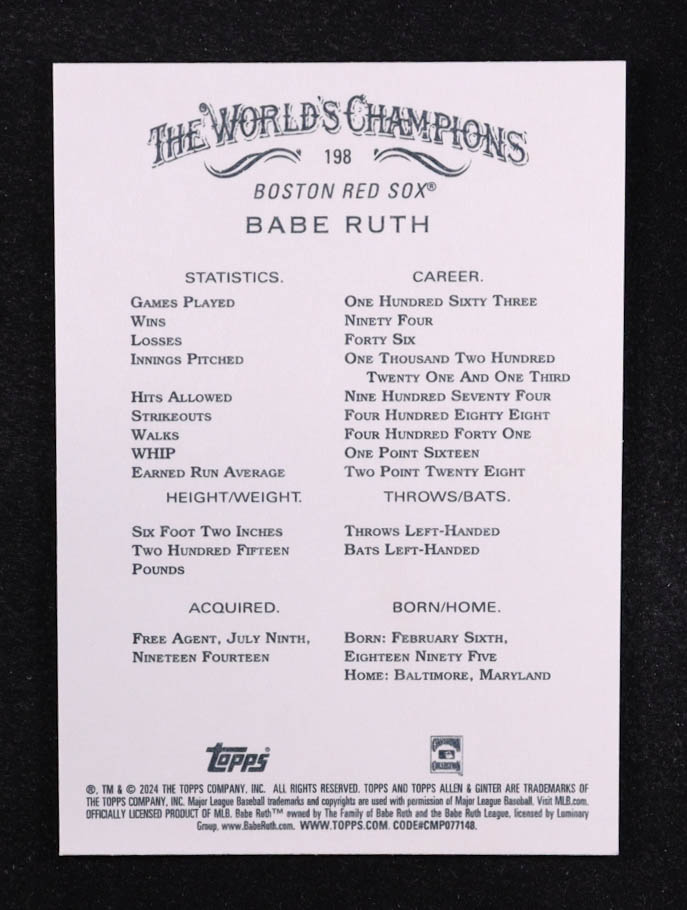 THE WORLD'S CHAMPIONS
198
BOSTON RED SOX®
BABE RUTH
STATISTICS. CAREER.
GAMES PLAYED ONE HUNDRED SIXTY THREE
WINS NINETY FOUR
LOSSES FORTY SIX
INNINGS PITCHED ONE THOUSAND TWO HUNDRED
TWENTY ONE AND ONE THIRD
HITS ALLOWED NINE HUNDRED SEVENTY FOUR
STRIKEOUTS FOUR HUNDRED EIGHTY EIGHT
WALKS FOUR HUNDRED FORTY ONE
WHIP ONE POINT SIXTEEN
EARNED RUN AVERAGE TWO POINT TWENTY EIGHT
HEIGHT/WEIGHT. THROWS/BATS.
SIX FOOT TWO INCHES THROWS LEFT-HANDED
TWO HUNDRED FIFTEEN BATS LEFT-HANDED
POUNDS
ACQUIRED. BORN/HOME.
FREE AGENT, JULY NINTH, BORN: FEBRUARY SIXTH,
NINETEEN FOURTEEN EIGHTEEN NINETY FIVE
HOME: BALTIMORE, MARYLAND
Topps
®, TM & © 2024 THE TOPPS COMPANY, INC. ALL RIGHTS RESERVED. TOPPS AND TOPPS ALLEN & GINTER ARE TRADEMARKS OF
THE TOPPS COMPANY, INC. Major League Baseball trademarks and copyrights are used with permission of Major League Baseball. Visit MLB.com.
OFFICIALLY LICENSED PRODUCT OF MLB. Babe Ruth™ owned by The Family of Babe Ruth and the Babe Ruth League, licensed by Luminary
Group, www.BabeRuth.com. WWW.TOPPS.COM. CODE#CMP077148.